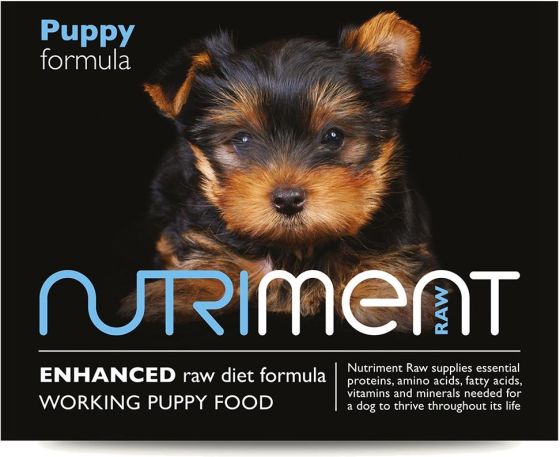 Puppy
formula
NUTRIMENT
RAW
ENHANCED raw diet formula
WORKING PUPPY FOOD
Nutriment Raw supplies essential
proteins, amino acids, fatty acids,
vitamins and minerals needed for
a dog to thrive throughout its life